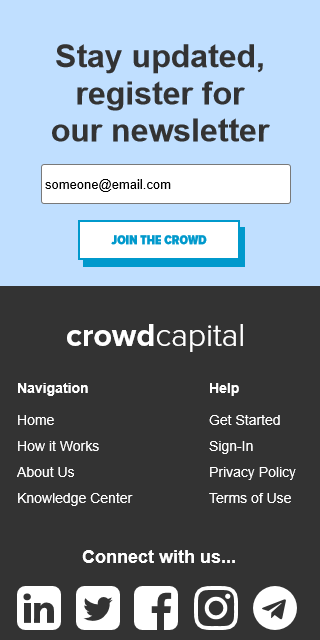 Stay updated,
register for
our newsletter
someone@email.com
JOIN THE CROWD
crowdcapital
Navigation
Home
How it Works
About Us
Knowledge Center
Help
Get Started
Sign-In
Privacy Policy
Terms of Use
Connect with us...